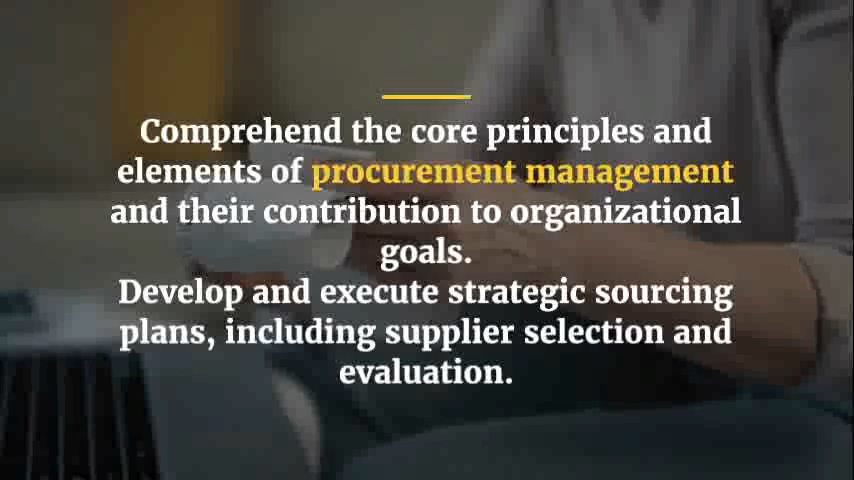 Comprehend the core principles and
elements of procurement management
and their contribution to organizational
goals.
Develop and execute strategic sourcing
plans, including supplier selection and
evaluation.